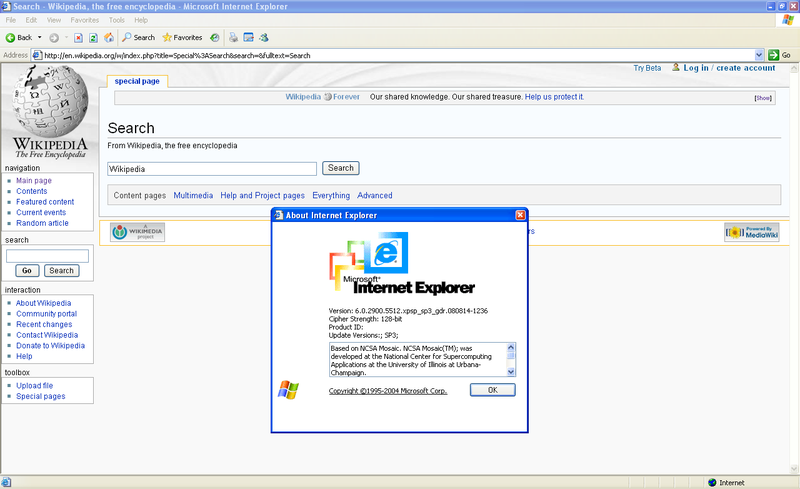 Search - Wikipedia, the free encyclopedia - Microsoft Internet Explorer
File Edit View Favorites Tools Help
Back Search Favorites
Address http://en.wikipedia.org/w/index.php?title=Special%3ASearch&search=&fulltext=Search Go
Try Beta Log in / create account
special page
Wikipedia Forever Our shared knowledge. Our shared treasure. Help us protect it. [Show]
WIKIPEDIA
The Free Encyclopedia
Search
From Wikipedia, the free encyclopedia
Wikipedia Search
Content pages Multimedia Help and Project pages Everything Advanced
navigation
Main page
Contents
Featured content
Current events
Random article
search
Go Search
interaction
About Wikipedia
Community portal
Recent changes
Contact Wikipedia
Donate to Wikipedia
Help
toolbox
Upload file
Special pages
A
WIKIMEDIA
project
rs
Powered By
MediaWiki
About Internet Explorer
Microsoft®
Internet Explorer
Version: 6.0.2900.5512.xpsp_sp3_gdr.080814-1236
Cipher Strength: 128-bit
Product ID:
Update Versions:; SP3;
Based on NCSA Mosaic. NCSA Mosaic(TM); was
developed at the National Center for Supercomputing
Applications at the University of Illinois at Urbana-
Champaign.
Copyright ©1995-2004 Microsoft Corp. OK
Internet